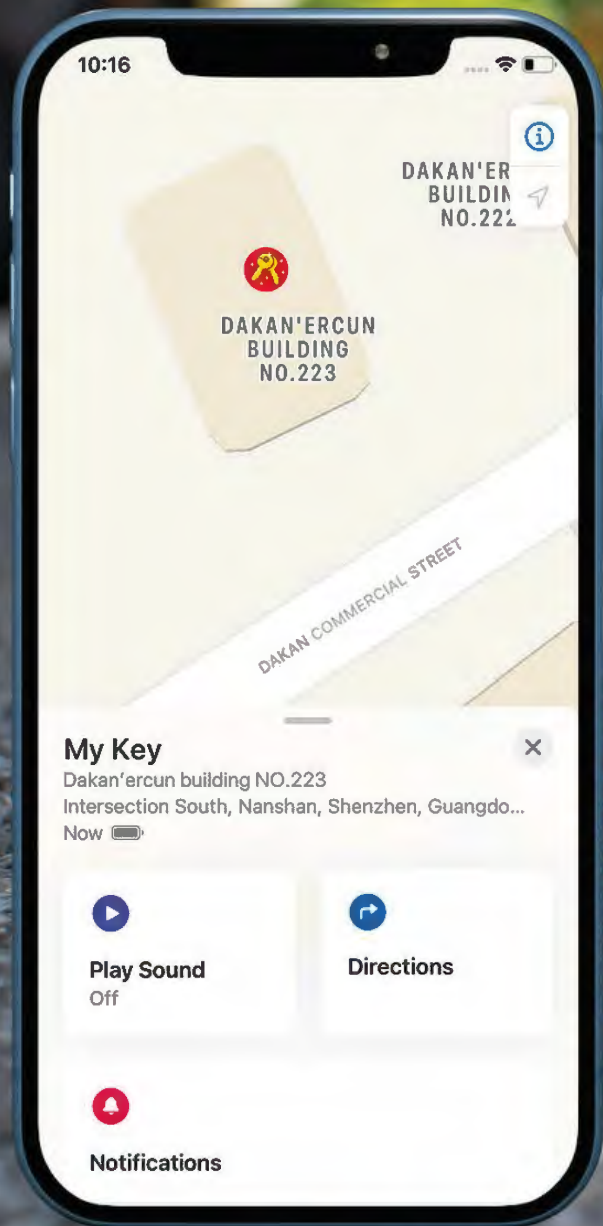 10:16
DAKAN'ER
BUILDIN
NO.222
DAKAN'ERCUN
BUILDING
NO.223
DAKAN COMMERCIAL STREET
My Key
Dakan'ercun building NO.223
Intersection South, Nanshan, Shenzhen, Guangdo...
Now
Play Sound
Off
Directions
Notifications